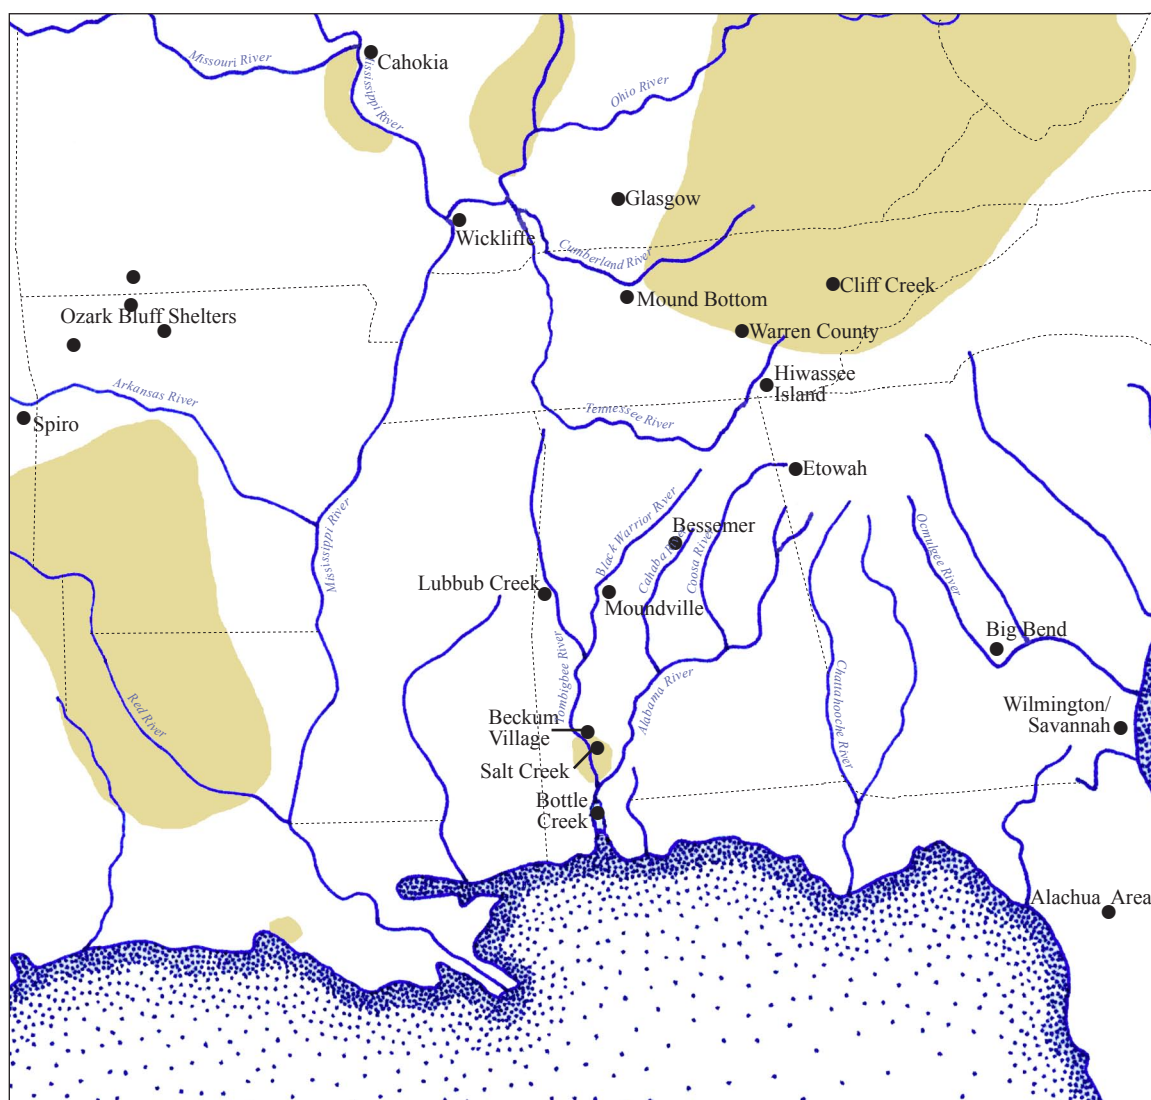 Missouri River
Cahokia
Mississippi River
Ohio River
Glasgow
Wickliffe
Cumberland River
Cliff Creek
Mound Bottom
Ozark Bluff Shelters
Warren County
Hiwassee
Island
Arkansas River
Spiro
Tennessee River
Etowah
Mississippi River
Black Warrior River
Bessemer
Cahaba River
Coosa River
Ocmulgee River
Lubbub Creek
Moundville
Big Bend
Tombigbee River
Alabama River
Chattahooche River
Red River
Wilmington/
Savannah
Beckum
Village
Salt Creek
Bottle
Creek
Alachua Area